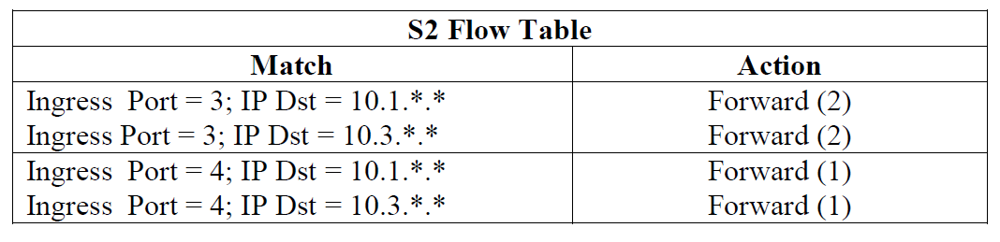 S2 Flow Table
Match Action
Ingress Port = 3; IP Dst = 10.1.*.* Forward (2)
Ingress Port = 3; IP Dst = 10.3.*.* Forward (2)
Ingress Port = 4; IP Dst = 10.1.*.* Forward (1)
Ingress Port = 4; IP Dst = 10.3.*.* Forward (1)